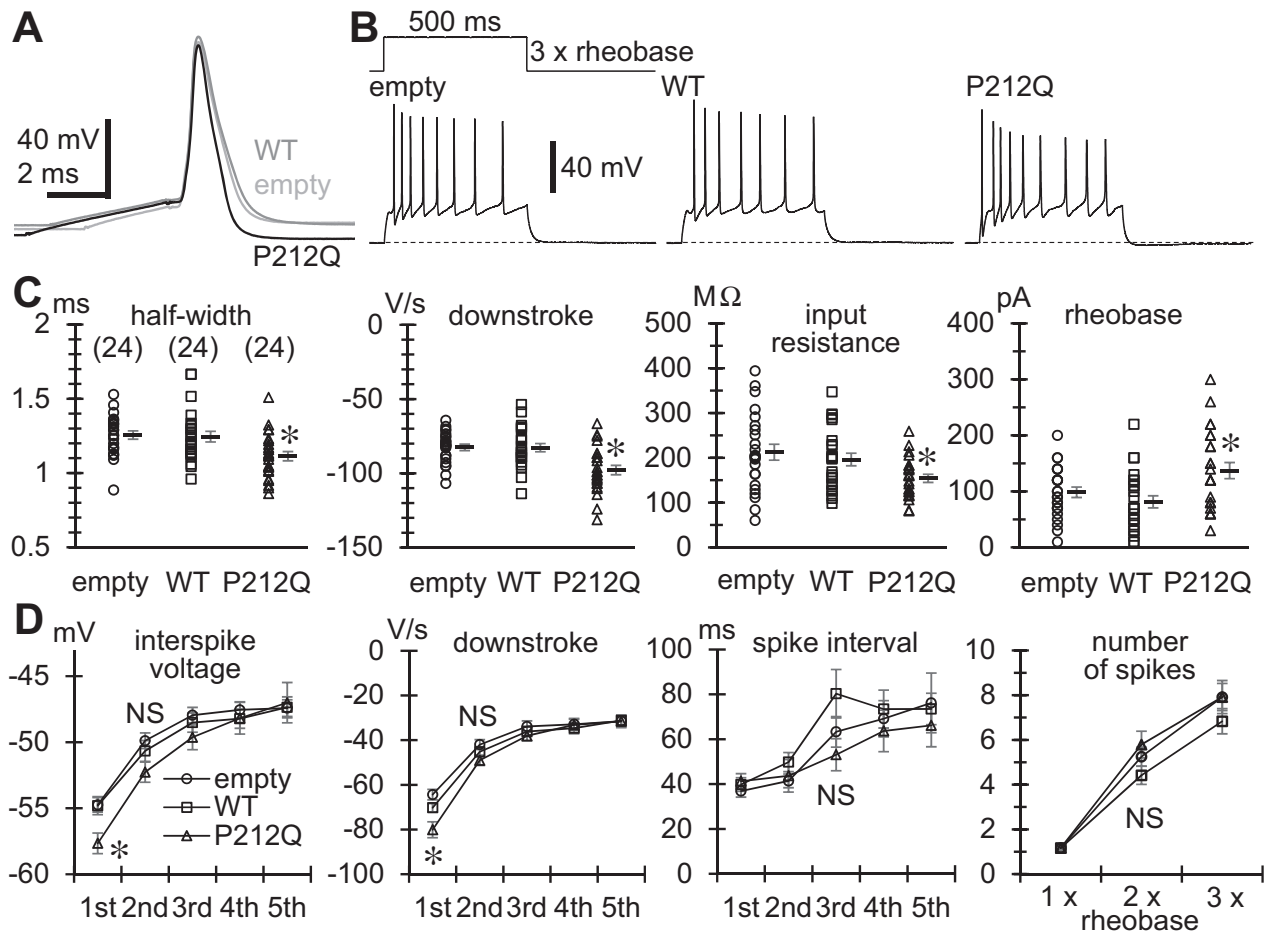 A
40 mV
2 ms
WT
empty
P212Q
B
500 ms
3 x rheobase
empty
WT
P212Q
40 mV
C
ms
half-width
(24) (24) (24)
2
1.5
1
0.5
empty WT P212Q
*
V/s
downstroke
0
-50
-100
-150
empty WT P212Q
*
MΩ
input
resistance
500
400
300
200
100
0
empty WT P212Q
*
pA
rheobase
400
300
200
100
0
empty WT P212Q
*
D
mV
interspike
voltage
-45
-50
-55
-60
NS
empty
WT
P212Q
*
1st 2nd 3rd 4th 5th
V/s
downstroke
0
-20
-40
-60
-80
-100
NS
*
1st 2nd 3rd 4th 5th
ms
spike interval
100
80
60
40
20
0
NS
1st 2nd 3rd 4th 5th
number
of spikes
10
8
6
4
2
0
NS
1 x 2 x 3 x
rheobase